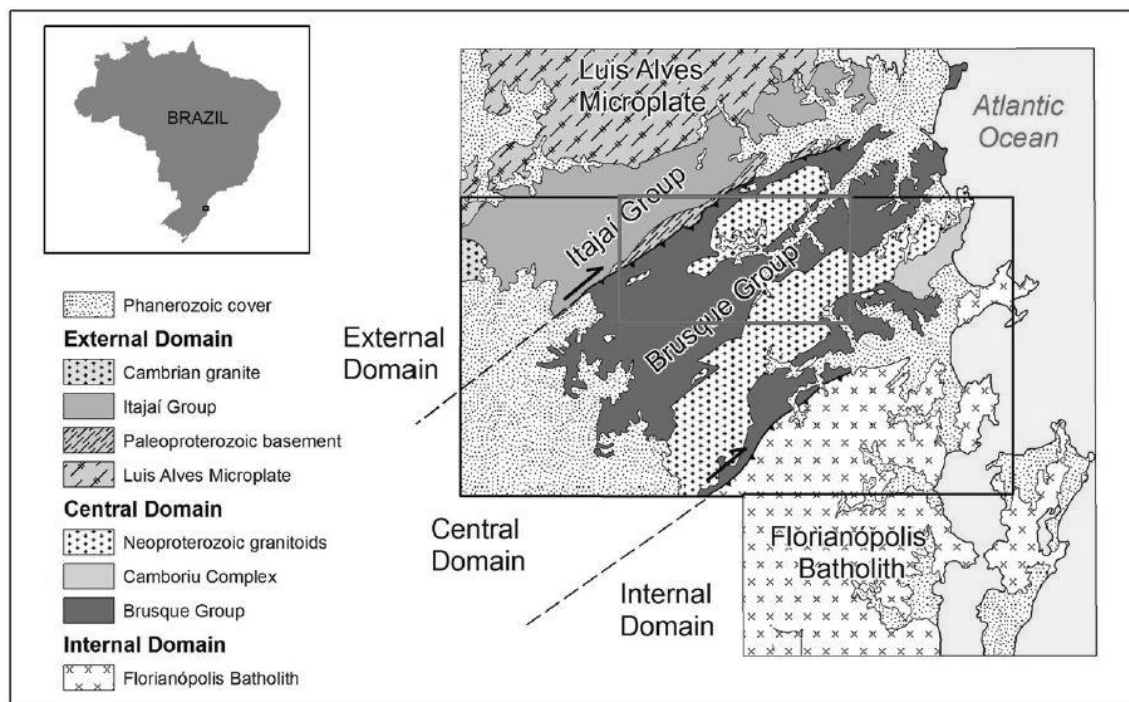 BRAZIL
Luis Alves
Microplate
Atlantic
Ocean
Itajaí Group
Brusque Group
External
Domain
Central
Domain
Internal
Domain
Florianópolis
Batholith
Phanerozoic cover
External Domain
Cambrian granite
Itajaí Group
Paleoproterozoic basement
Luis Alves Microplate
Central Domain
Neoproterozoic granitoids
Camboriu Complex
Brusque Group
Internal Domain
Florianópolis Batholith